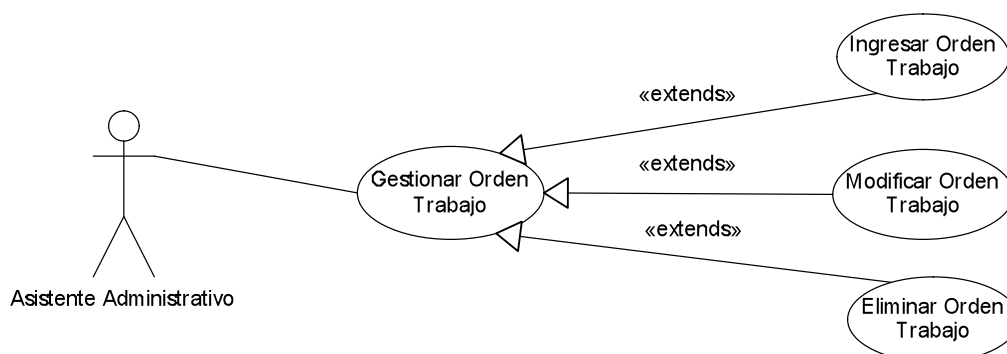 Ingresar Orden
Trabajo
«extends»
Gestionar Orden
Trabajo
«extends»
Modificar Orden
Trabajo
«extends»
Asistente Administrativo
Eliminar Orden
Trabajo